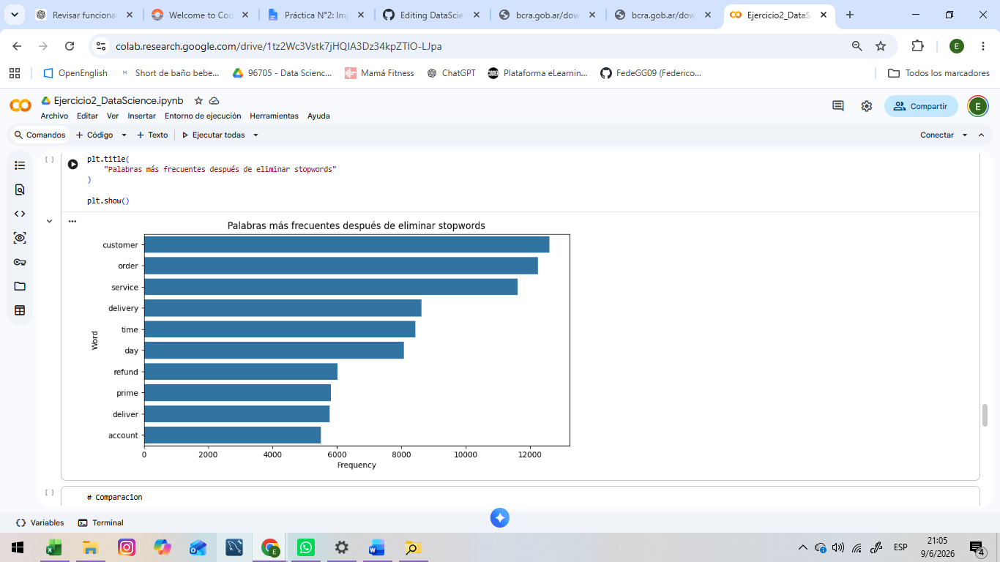 Revisar funciona
Welcome to Cod
Práctica N°2: Im
Editing DataScie
bcra.gob.ar/dow
bcra.gob.ar/dow
Ejercicio2_DataS
colab.research.google.com/drive/1tz2Wc3Vstk7jHQIA3Dz34kpZTIO-LJpa
E
OpenEnglish
Short de baño bebe...
96705 - Data Scienc...
Mamá Fitness
ChatGPT
Plataforma eLearnin...
FedeGG09 (Federico...
Todos los marcadores
Ejercicio2_DataScience.ipynb
Archivo Editar Ver Insertar Entorno de ejecución Herramientas Ayuda
Compartir
E
Comandos
+ Código
+ Texto
Ejecutar todas
Conectar
[ ]
plt.title(
"Palabras más frecuentes después de eliminar stopwords"
)
plt.show()
Palabras más frecuentes después de eliminar stopwords
customer
order
service
delivery
time
day
refund
prime
deliver
account
Word
0 2000 4000 6000 8000 10000 12000
Frequency
[ ]
# Comparacion
Variables
Terminal
ESP
21:05
9/6/2026
4